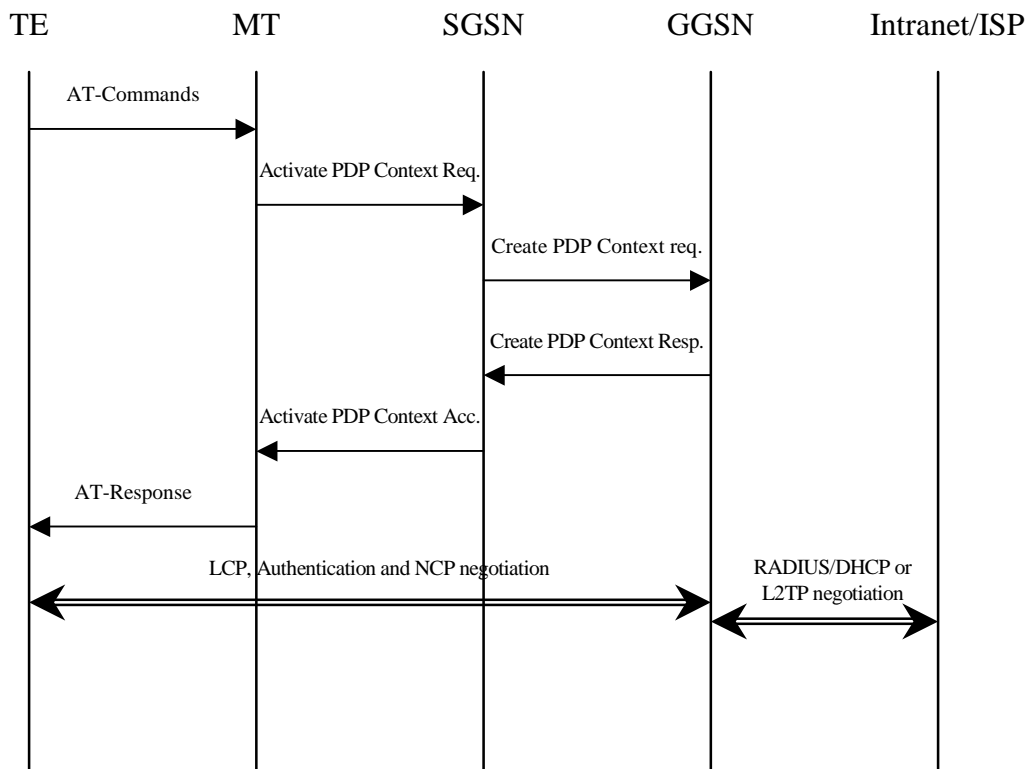 TE MT SGSN GGSN Intranet/ISP
AT-Commands
Activate PDP Context Req.
Create PDP Context req.
Create PDP Context Resp.
Activate PDP Context Acc.
AT-Response
LCP, Authentication and NCP negotiation
RADIUS/DHCP or
L2TP negotiation